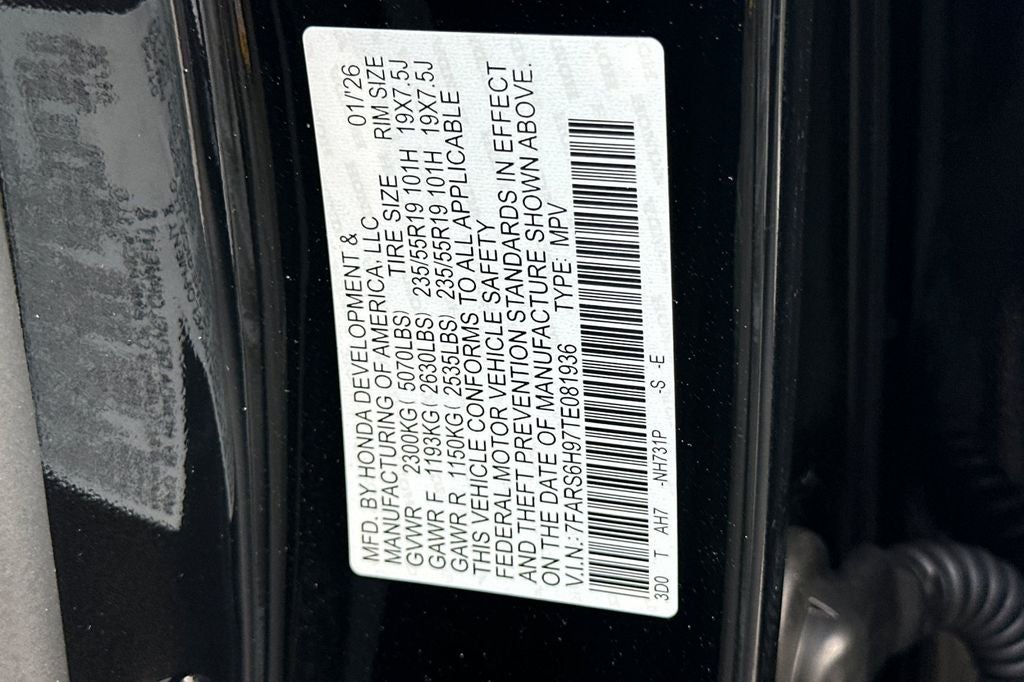 MFD. BY HONDA DEVELOPMENT & 01/'26
MANUFACTURING OF AMERICA, LLC RIM SIZE
GVWR 2300KG ( 5070LBS) TIRE SIZE
GAWR F 1193KG ( 2630LBS) 235/55R19 101H 19X7.5J
GAWR R 1150KG ( 2535LBS) 235/55R19 101H 19X7.5J
THIS VEHICLE CONFORMS TO ALL APPLICABLE
FEDERAL MOTOR VEHICLE SAFETY
AND THEFT PREVENTION STANDARDS IN EFFECT
ON THE DATE OF MANUFACTURE SHOWN ABOVE.
V.I.N.: 7FARS6H97TE081936 TYPE: MPV
3D0 T AH7 -NH731P -S -E